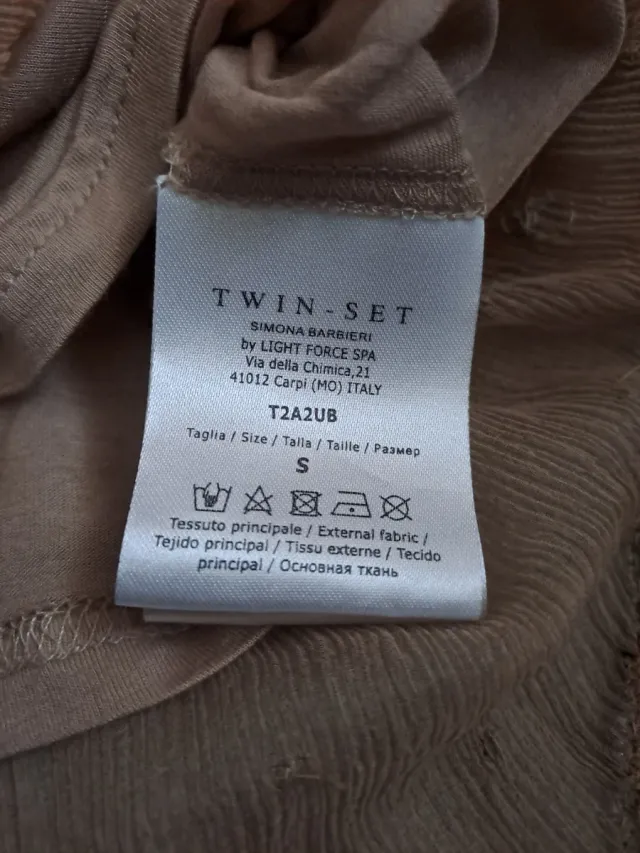 TWIN-SET
SIMONA BARBIERI
by LIGHT FORCE SPA
Via della Chimica,21
41012 Carpi (MO) ITALY
T2A2UB
Taglia / Size / Talla / Taille / Размер
S
Tessuto principale / External fabric /
Tejido principal / Tissu externe / Tecido
principal / Основная ткань